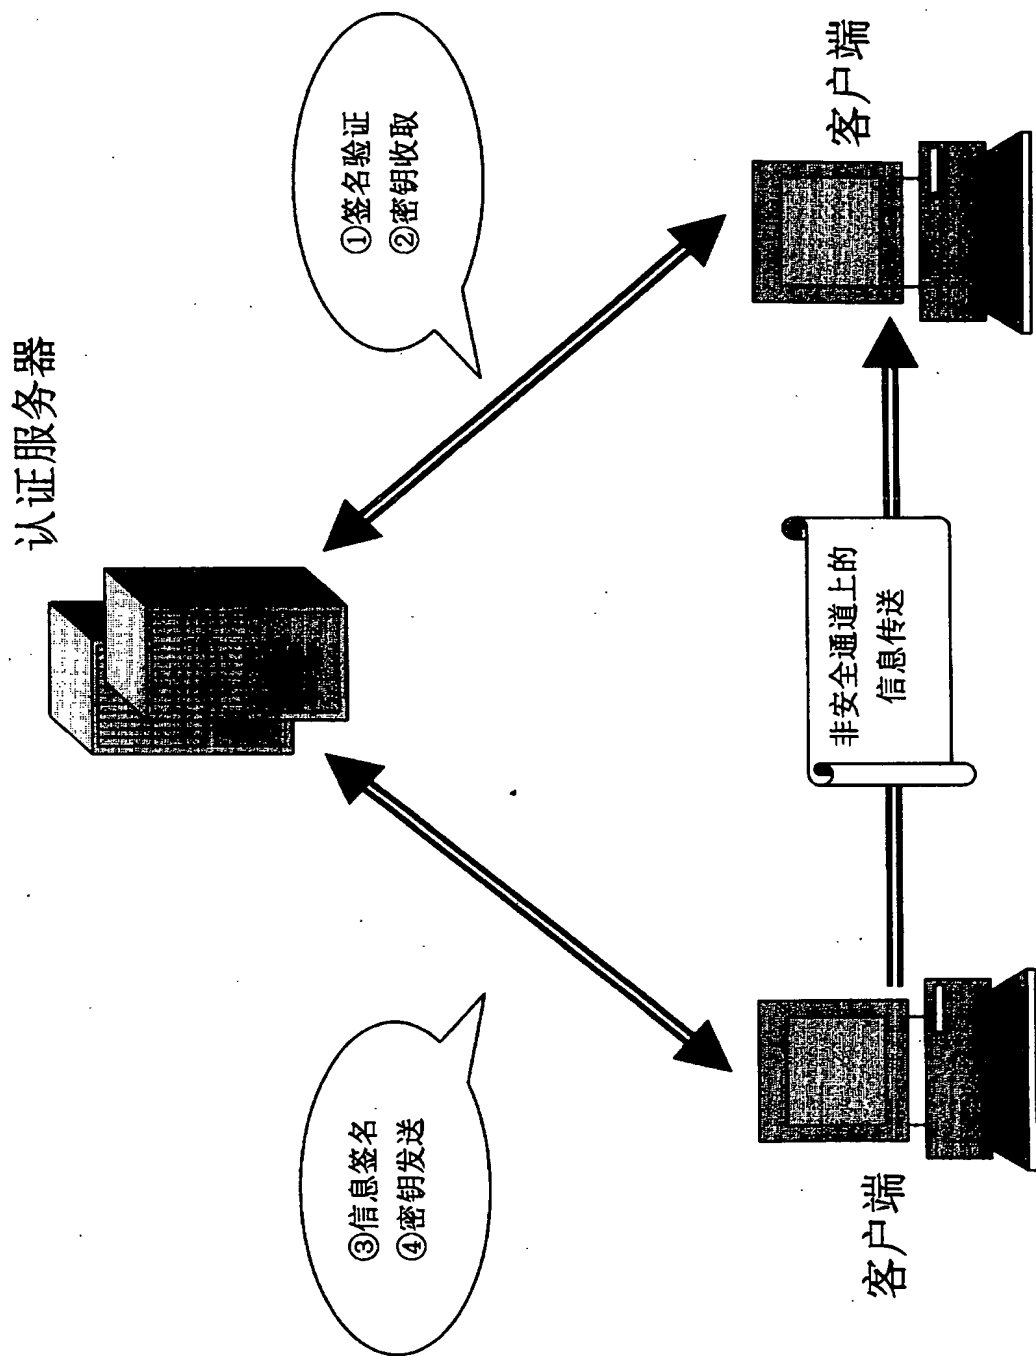 认证服务器
③信息签名
④密钥发送
①签名验证
②密钥收取
非安全通道上的
信息传送
客户端
客户端